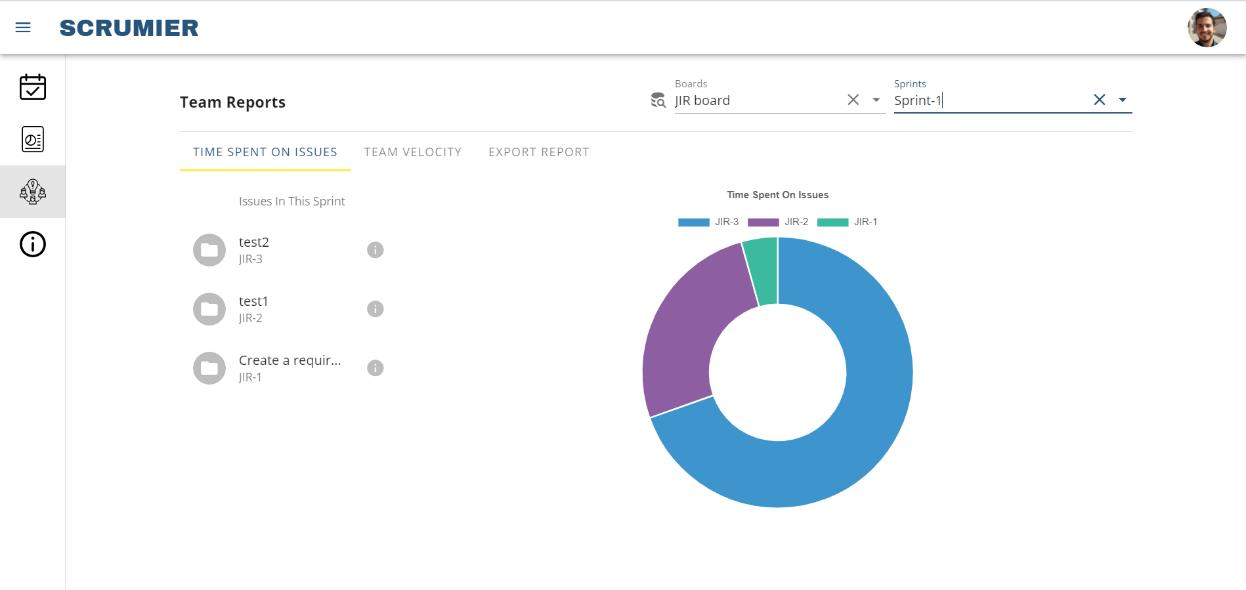 SCRUMIER
Team Reports
Boards
JIR board
Sprints
Sprint-1
TIME SPENT ON ISSUES
TEAM VELOCITY
EXPORT REPORT
Issues In This Sprint
test2
JIR-3
test1
JIR-2
Create a requir...
JIR-1
Time Spent On Issues
JIR-3 JIR-2 JIR-1